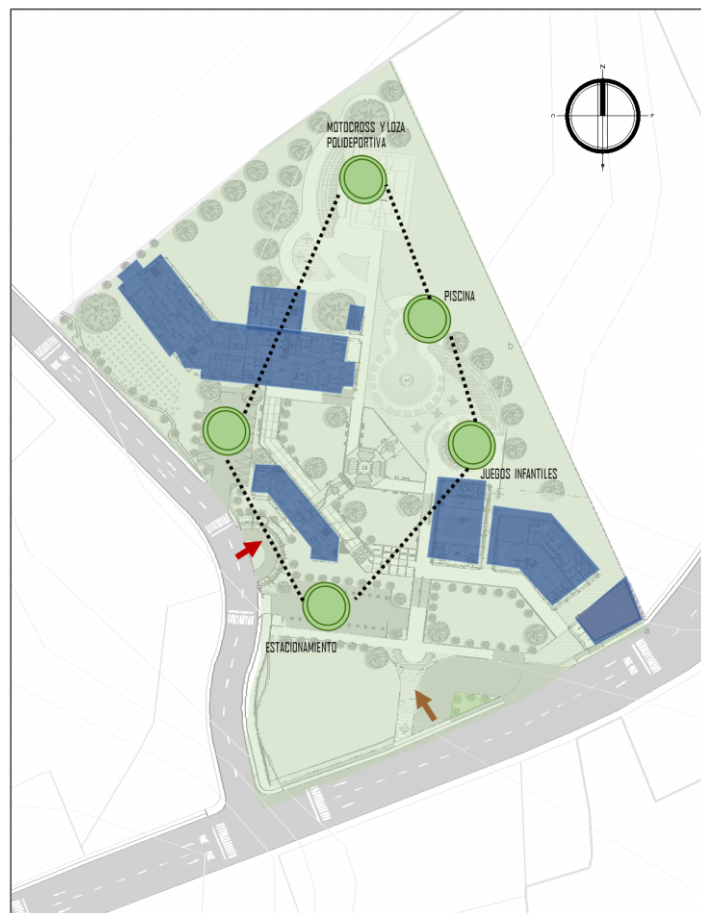 N
MOTOCROSS Y LOZA
POLIDEPORTIVA
PISCINA
JUEGOS INFANTILES
ESTACIONAMIENTO